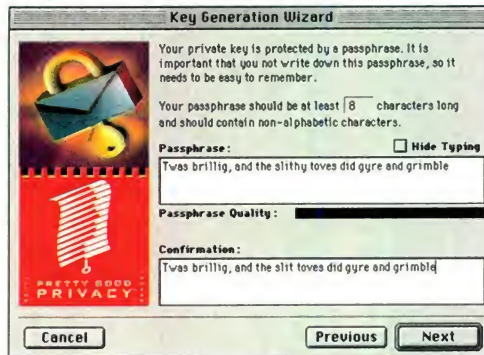 Key Generation Wizard
Your private key is protected by a passphrase. It is
important that you not write down this passphrase, so it
needs to be easy to remember.
Your passphrase should be at least 8 characters long
and should contain non-alphabetic characters.
Passphrase: Hide Typing
Twas brillig, and the slithy toves did gyre and grimble
Passphrase Quality:
Confirmation:
Twas brillig, and the slit toves did gyre and grimble
PRETTY GOOD
PRIVACY
Cancel Previous Next